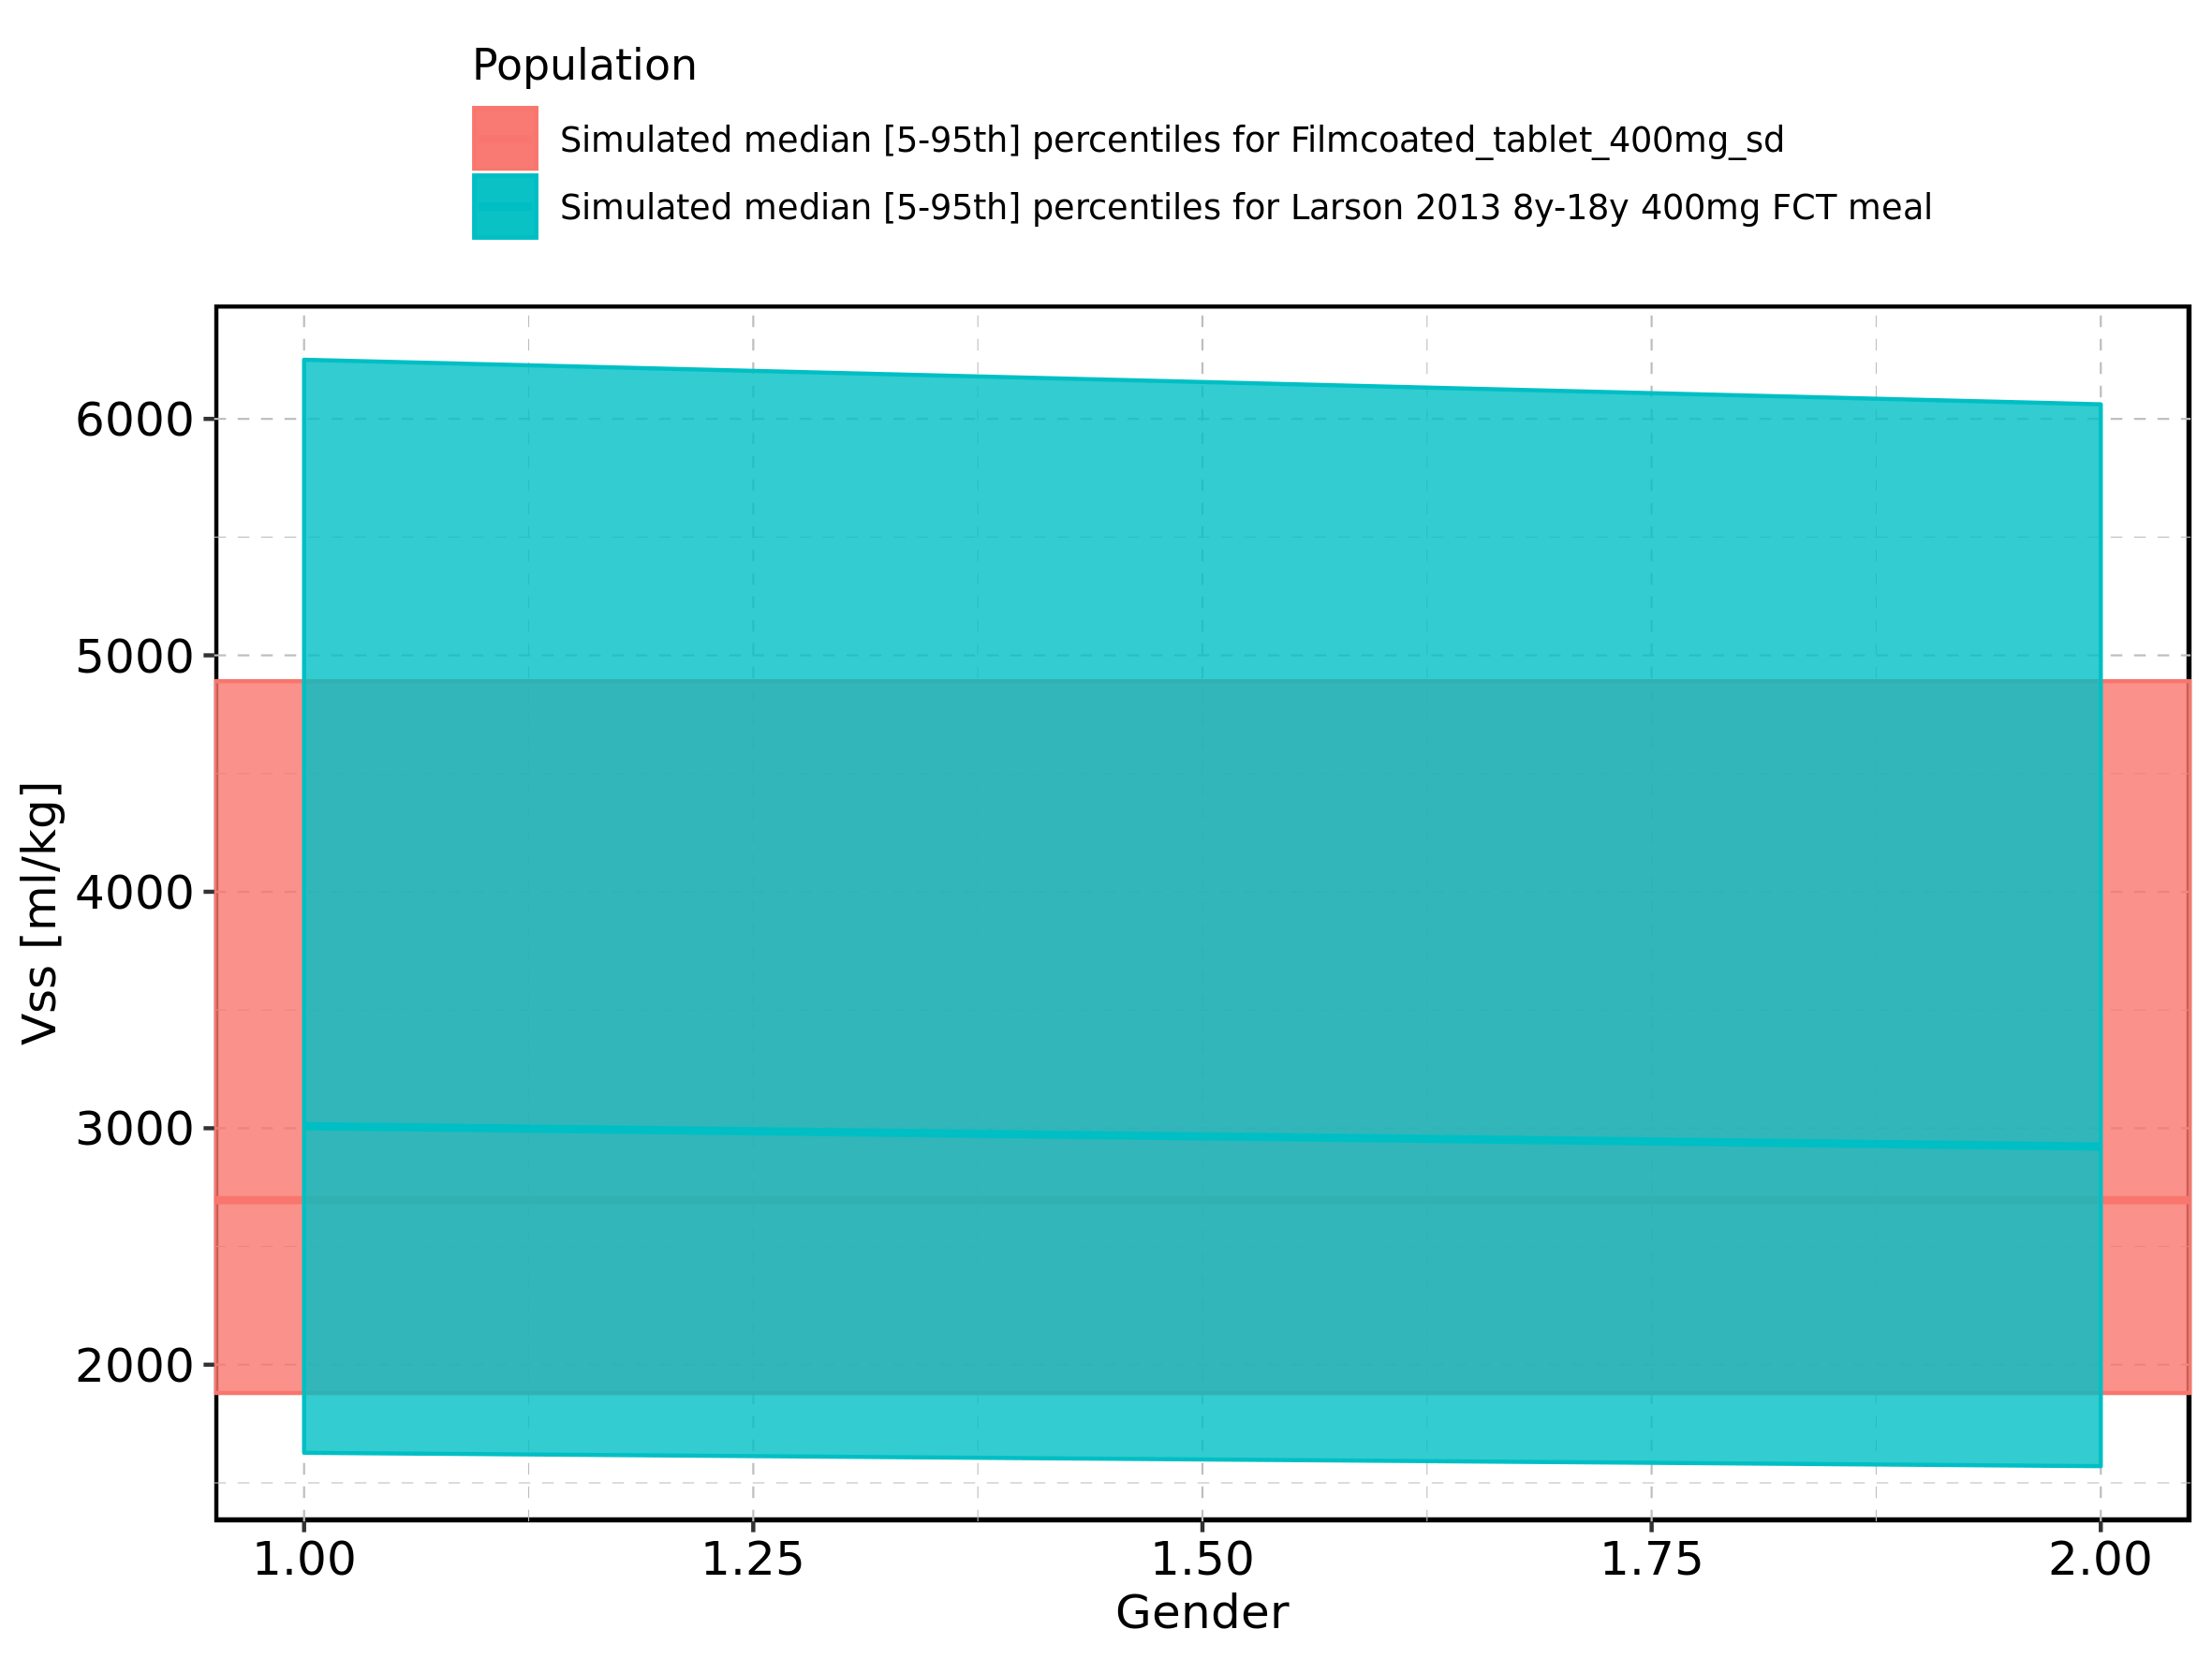 Population
Simulated median [5-95th] percentiles for Filmcoated_tablet_400mg_sd
Simulated median [5-95th] percentiles for Larson 2013 8y-18y 400mg FCT meal
6000
5000
4000
3000
2000
Vss [ml/kg]
1.00 1.25 1.50 1.75 2.00
Gender